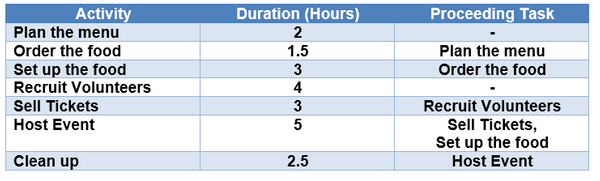 Activity Duration (Hours) Proceeding Task
Plan the menu 2 -
Order the food 1.5 Plan the menu
Set up the food 3 Order the food
Recruit Volunteers 4 -
Sell Tickets 3 Recruit Volunteers
Host Event 5 Sell Tickets,
Set up the food
Clean up 2.5 Host Event